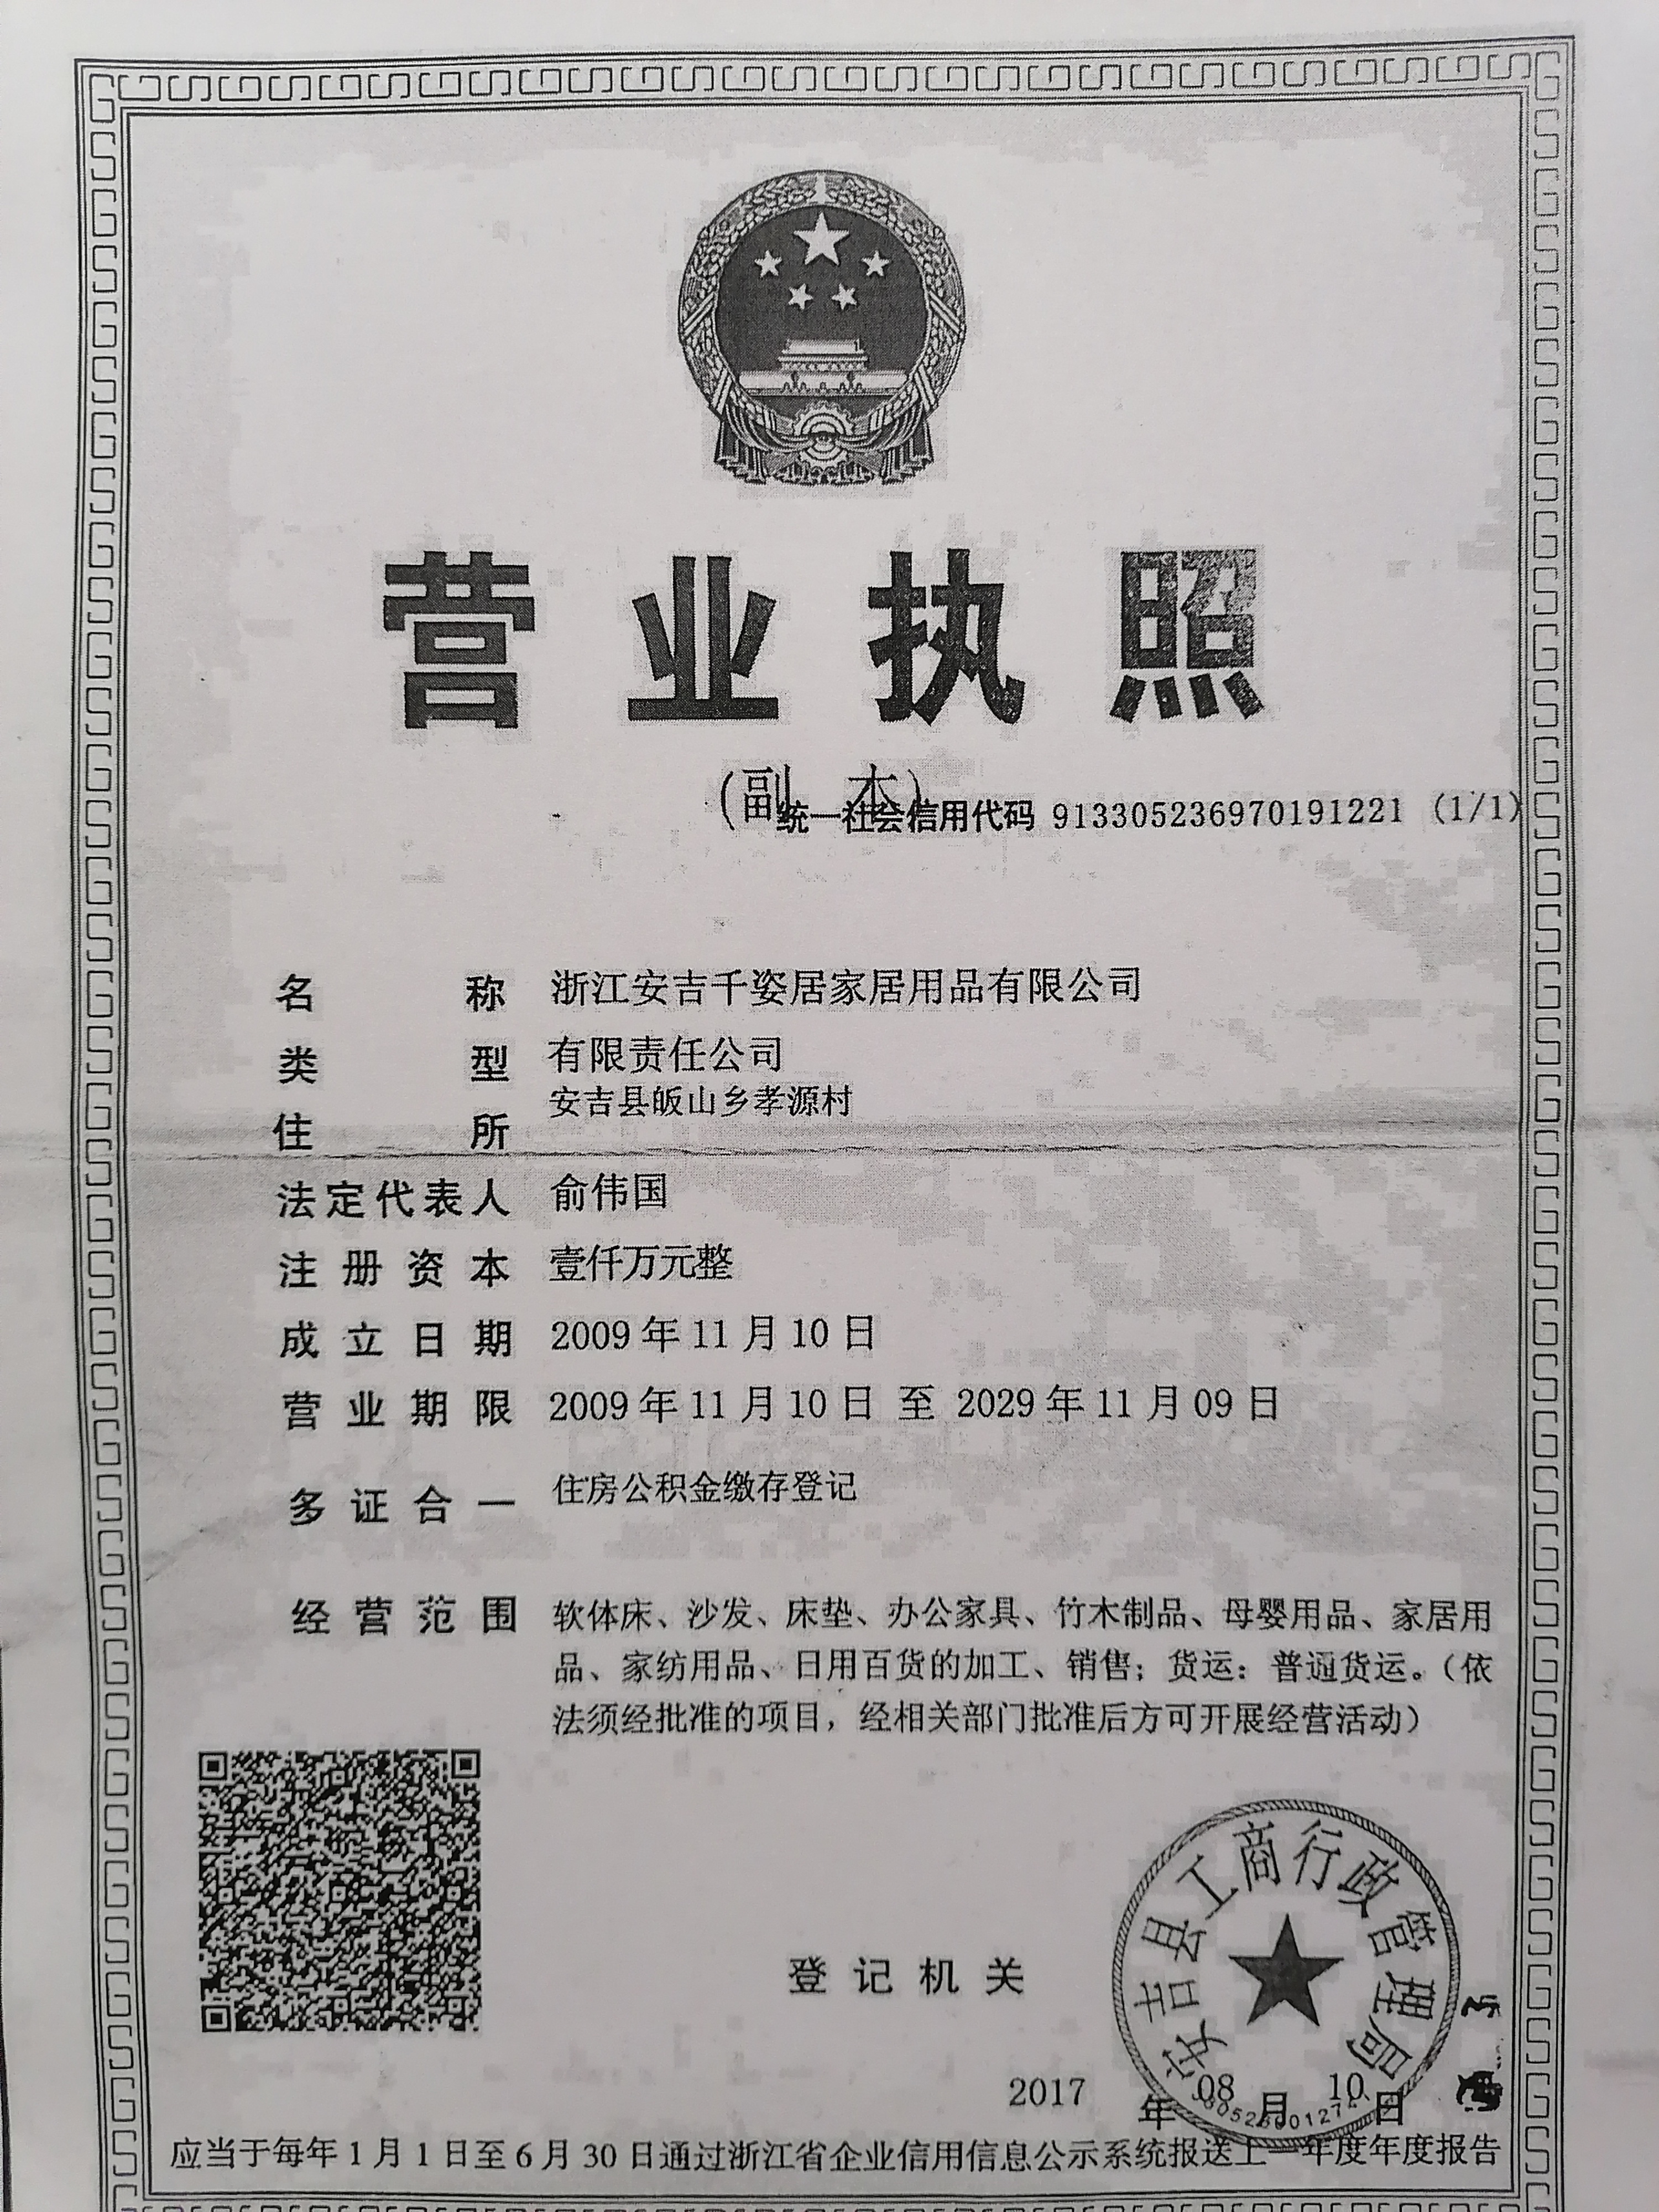 营业执照
(副 本)
统一社会信用代码 913305236970191221 (1/1)
名称 浙江安吉千姿居家居用品有限公司
类型 有限责任公司
住所 安吉县皈山乡孝源村
法定代表人 俞伟国
注册资本 壹仟万元整
成立日期 2009年11月10日
营业期限 2009年11月10日 至 2029年11月09日
多证合一 住房公积金缴存登记
经营范围 软体床、沙发、床垫、办公家具、竹木制品、母婴用品、家居用
品、家纺用品、日用百货的加工、销售；货运：普通货运。（依
法须经批准的项目，经相关部门批准后方可开展经营活动）
安吉县工商行政管理局
登记机关
2017年08月10日
应当于每年1月1日至6月30日通过浙江省企业信用信息公示系统报送上一年度年度报告